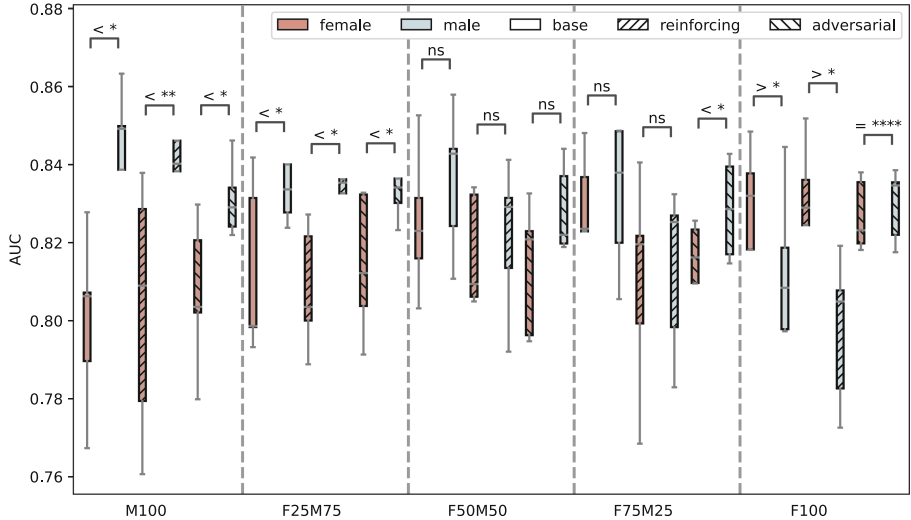 0.88
0.86
0.84
0.82
0.80
0.78
0.76
AUC
female
male
base
reinforcing
adversarial
< *
< **
< *
< *
< *
< *
ns
ns
ns
ns
ns
< *
> *
> *
= ****
M100
F25M75
F50M50
F75M25
F100